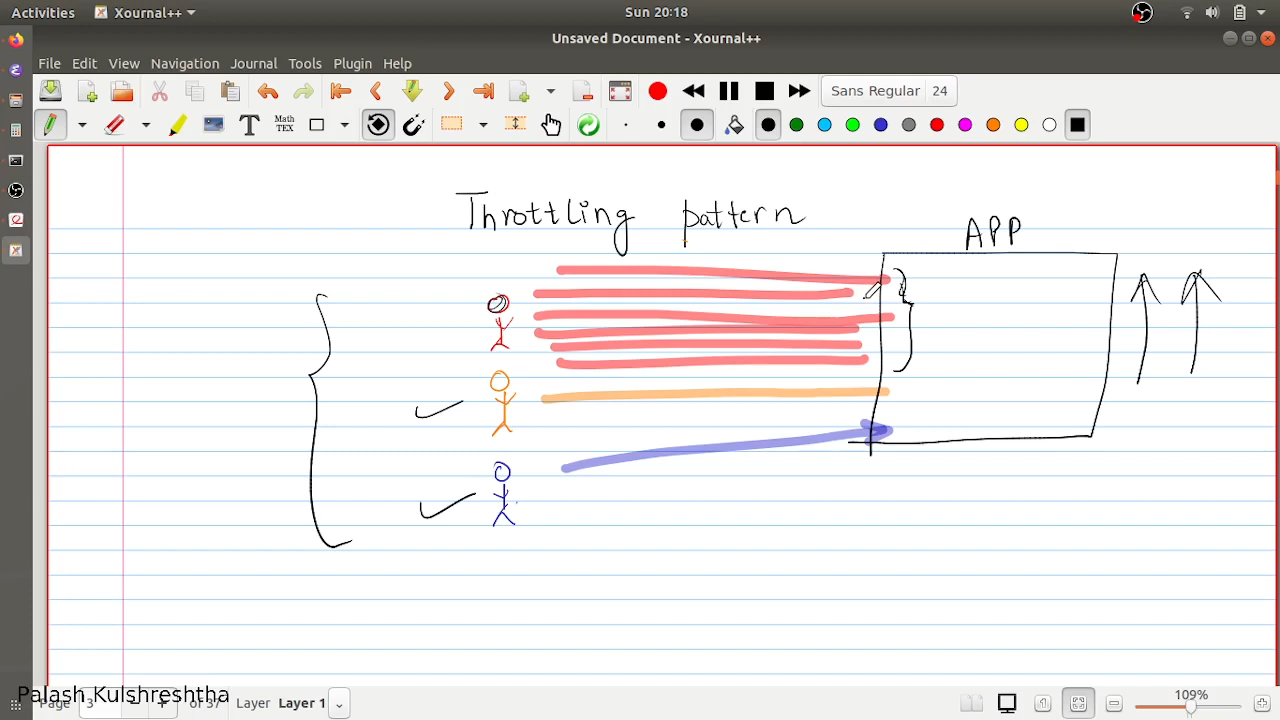 Activities Xournal++ Sun 20:18
Unsaved Document - Xournal++
File Edit View Navigation Journal Tools Plugin Help
Sans Regular 24
Math
TEX
Throttling pattern
APP
Palash Kulshreshtha
Page 3 of 37 Layer Layer 1 109%